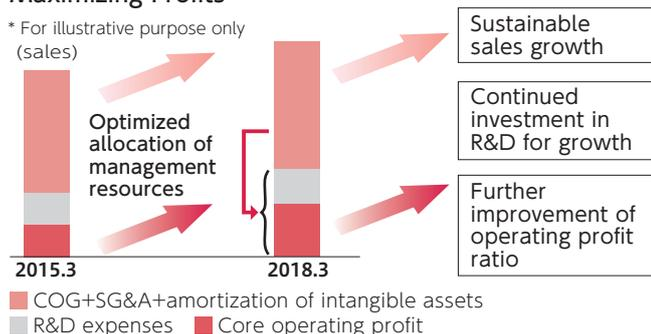 Maximizing Profits
* For illustrative purpose only
(sales)
Optimized
allocation of
management
resources
2015.3
2018.3
Sustainable
sales growth
Continued
investment in
R&D for growth
Further
improvement of
operating profit
ratio
COG+SG&A+amortization of intangible assets
R&D expenses Core operating profit